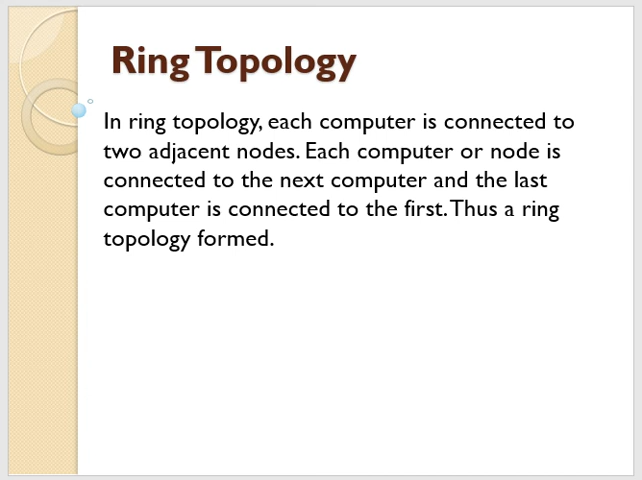 Ring Topology
In ring topology, each computer is connected to
two adjacent nodes. Each computer or node is
connected to the next computer and the last
computer is connected to the first. Thus a ring
topology formed.